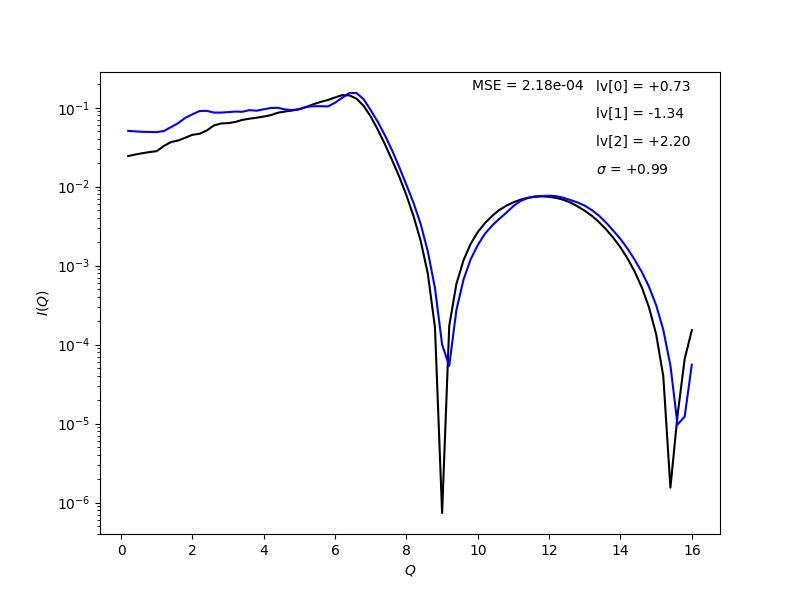 MSE = 2.18e-04 lv[0] = +0.73
lv[1] = -1.34
lv[2] = +2.20
σ = +0.99
10⁻¹
10⁻²
10⁻³
10⁻⁴
10⁻⁵
10⁻⁶
I(Q)
0 2 4 6 8 10 12 14 16
Q